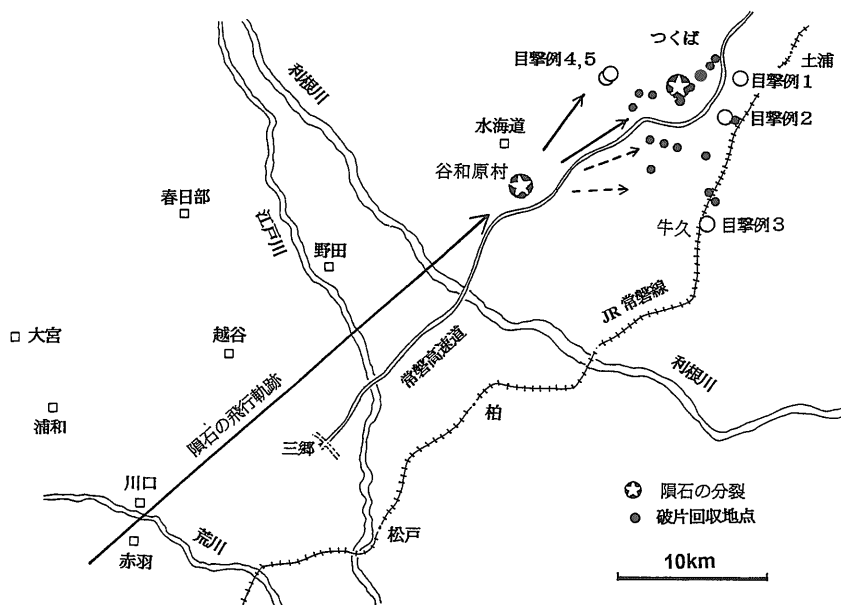 つくば
土浦
目撃例4,5
目撃例1
利根川
水海道
目撃例2
谷和原村
春日部
江戸川
野田
牛久
目撃例3
JR常磐線
大宮
越谷
常磐高速道
利根川
隕石の飛行軌跡
浦和
柏
三郷
川口
隕石の分裂
破片回収地点
荒川
松戸
赤羽
10km